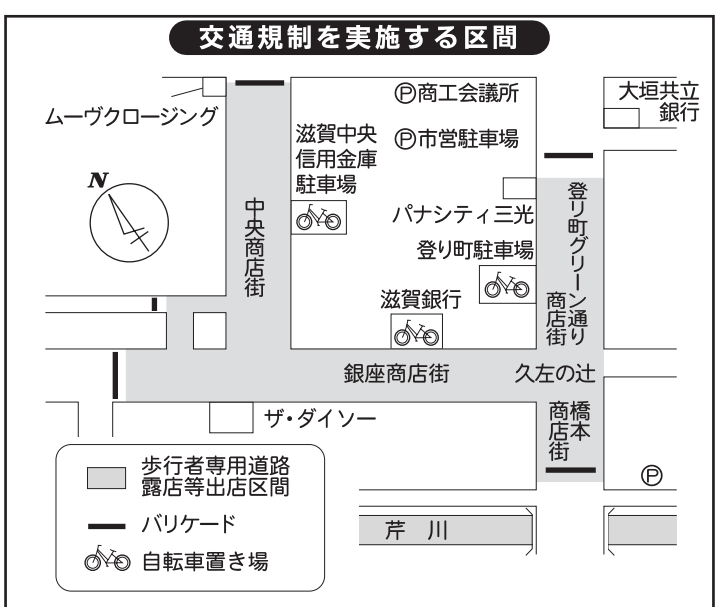 交通規制を実施する区間
ムーヴクロージング
Ⓟ商工会議所
大垣共立
銀行
滋賀中央
信用金庫
駐車場
Ⓟ市営駐車場
N
中央商店街
パナシティ三光
登り町グリーン通り
商店街
登り町駐車場
滋賀銀行
銀座商店街
久左の辻
ザ・ダイソー
橋本
商店街
Ⓟ
歩行者専用道路
露店等出店区間
バリケード
自転車置き場
芹川